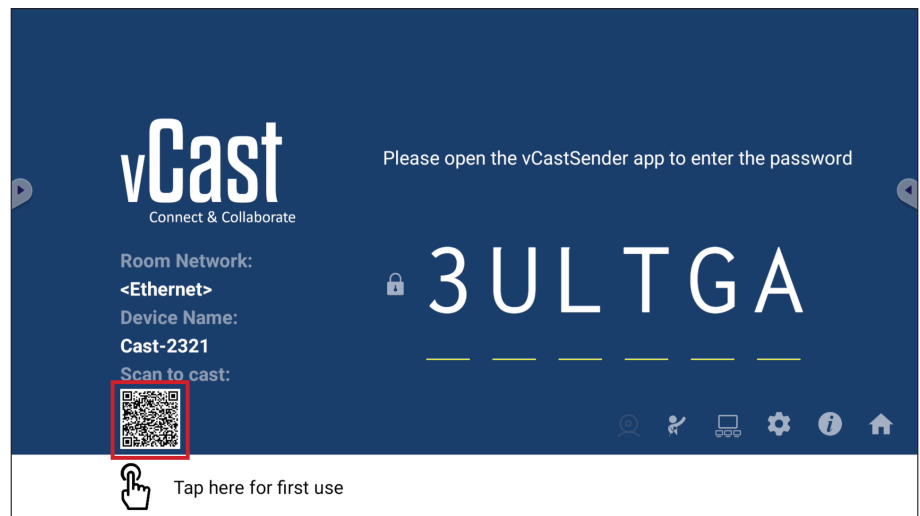 vCast
Connect & Collaborate
Please open the vCastSender app to enter the password
Room Network:
<Ethernet>
Device Name:
Cast-2321
Scan to cast:
3ULTGA
Tap here for first use